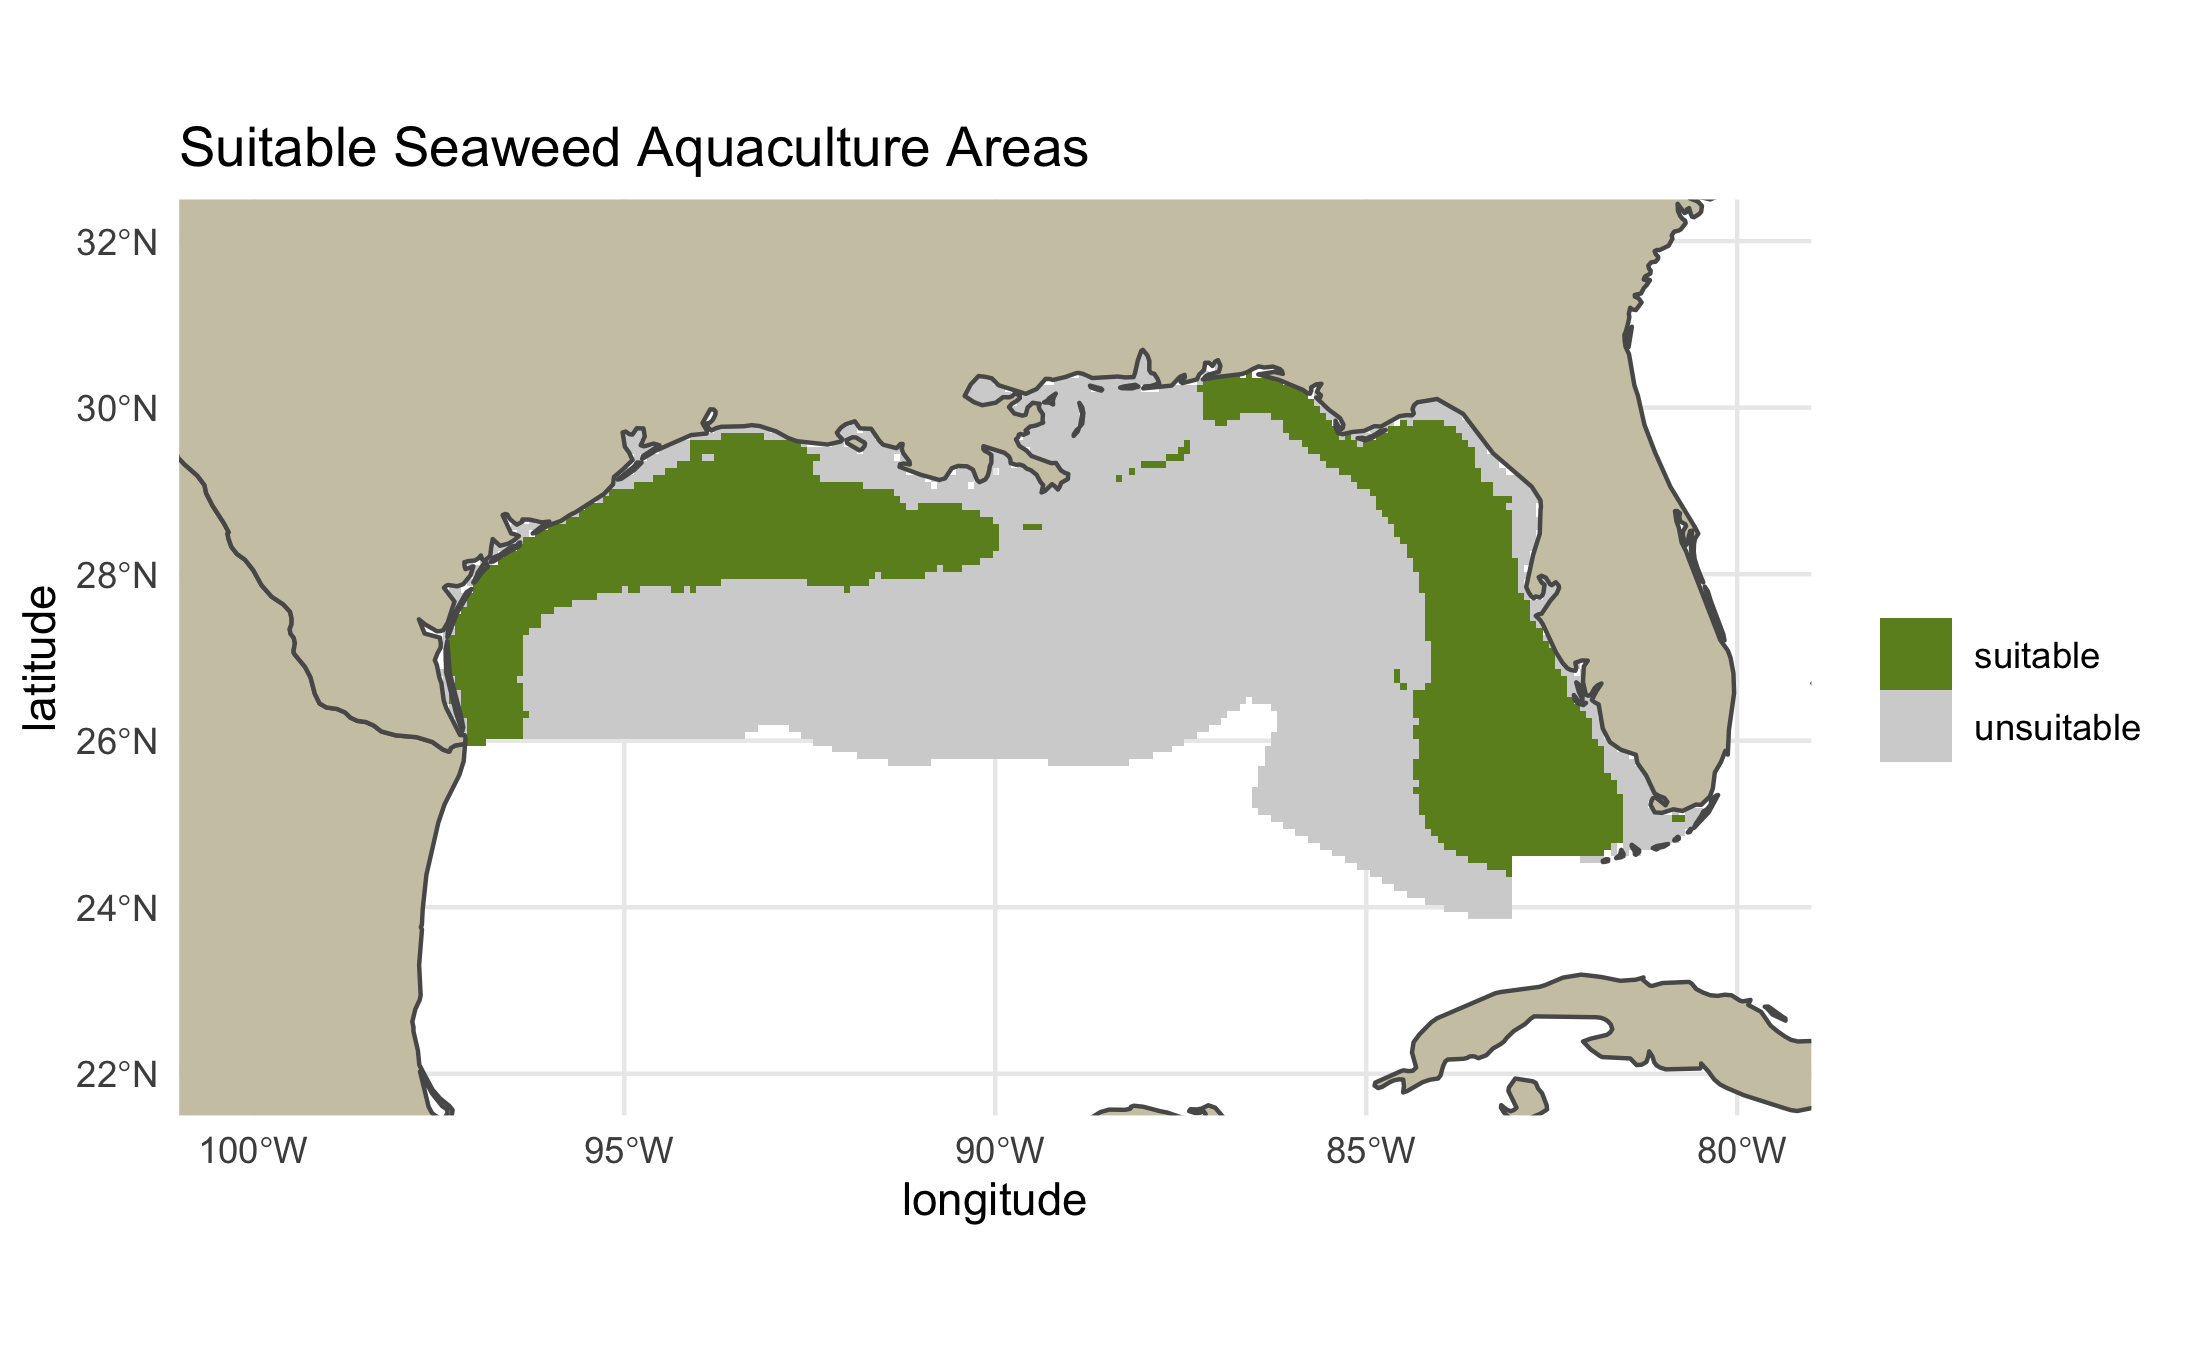 Suitable Seaweed Aquaculture Areas
32°N
30°N
28°N
26°N
24°N
22°N
latitude
100°W
95°W
90°W
85°W
80°W
longitude
suitable
unsuitable